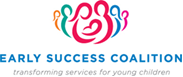 EARLY SUCCESS COALITION
transforming services for young children